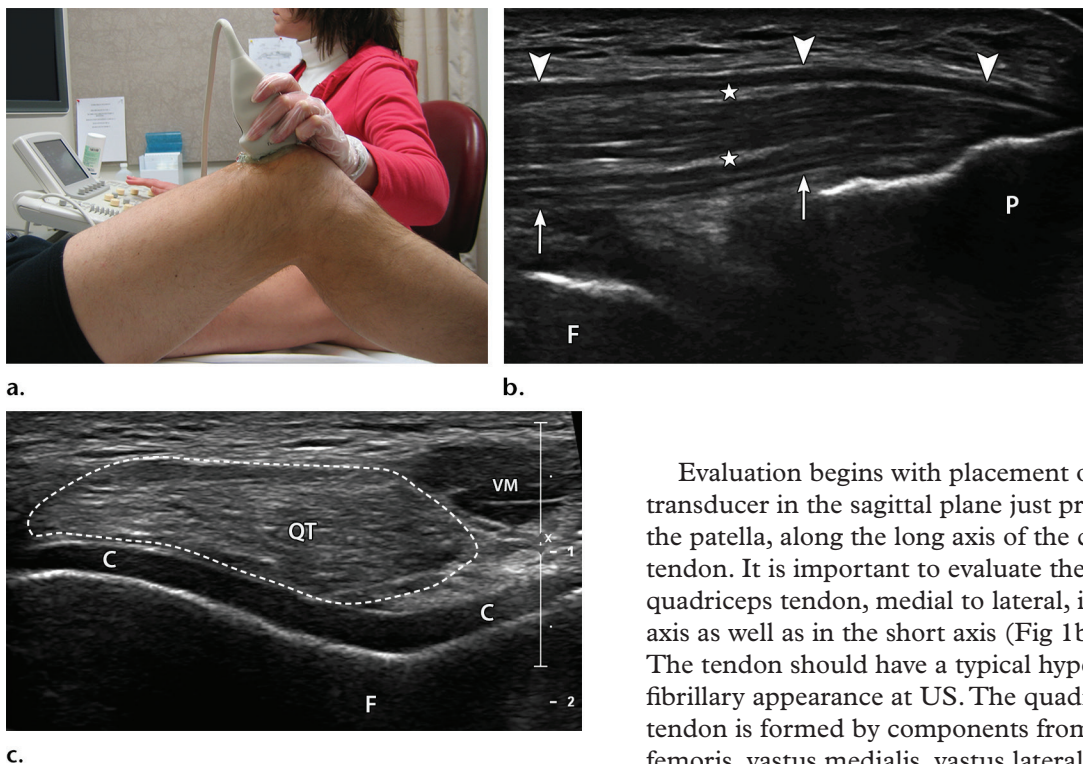 a.
b.
F
P
QT
VM
C
C
F
x
- 1
- 2
c.
Evaluation begins with placement o
transducer in the sagittal plane just pr
the patella, along the long axis of the
tendon. It is important to evaluate the
quadriceps tendon, medial to lateral, i
axis as well as in the short axis (Fig 1b
The tendon should have a typical hype
fibrillary appearance at US. The quadr
tendon is formed by components from
femoris, vastus medialis, vastus lateral